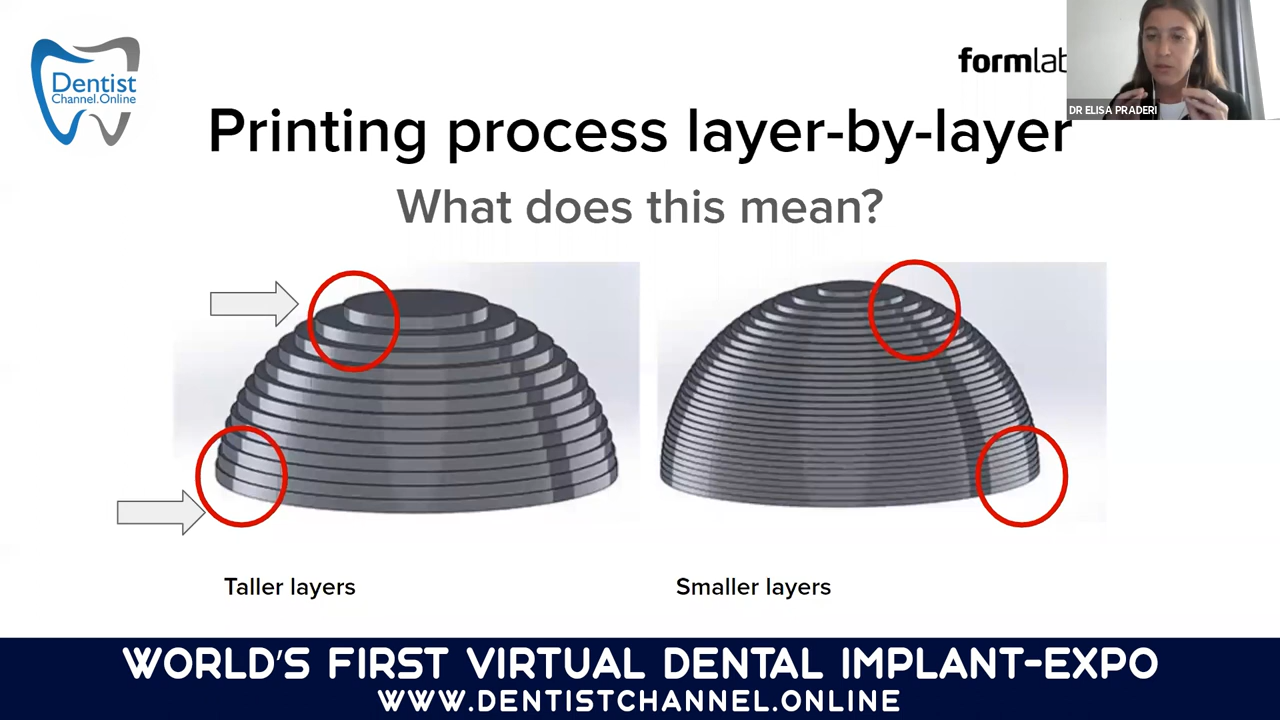 Dentist
Channel.Online
formlab
DR ELISA PRADERI
Printing process layer-by-layer
What does this mean?
Taller layers
Smaller layers
WORLD'S FIRST VIRTUAL DENTAL IMPLANT-EXPO
WWW.DENTISTCHANNEL.ONLINE